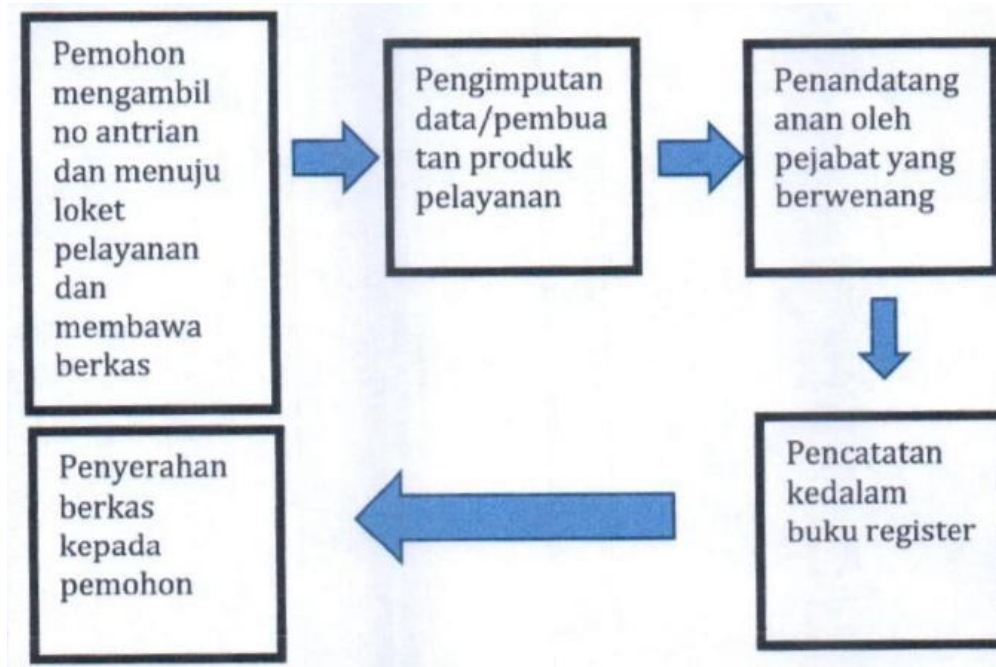 Pemohon
mengambil
no antrian
dan menuju
loket
pelayanan
dan
membawa
berkas
Pengimputan
data/pembua
tan produk
pelayanan
Penandatang
anan oleh
pejabat yang
berwenang
Pencatatan
kedalam
buku register
Penyerahan
berkas
kepada
pemohon